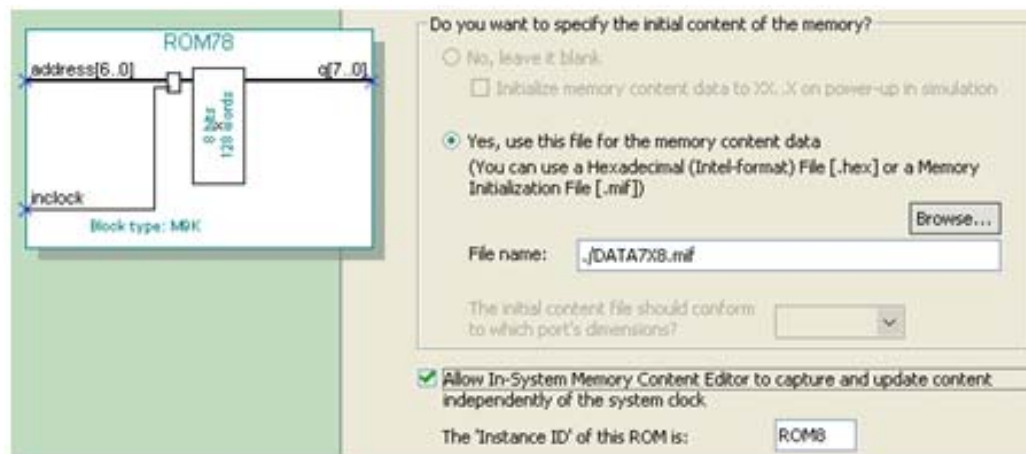 ROM78
address[6..0]
q[7..0]
8 bits
x
128 words
inclock
Block type: M9K
Do you want to specify the initial content of the memory?
No, leave it blank
Initialize memory content data to XX..X on power-up in simulation
Yes, use this file for the memory content data
(You can use a Hexadecimal (Intel-format) File [.hex] or a Memory
Initialization File [.mif])
Browse...
File name:
./DATA7X8.mif
The initial content file should conform
to which port's dimensions?
Allow In-System Memory Content Editor to capture and update content
independently of the system clock
The 'Instance ID' of this ROM is:
ROM8